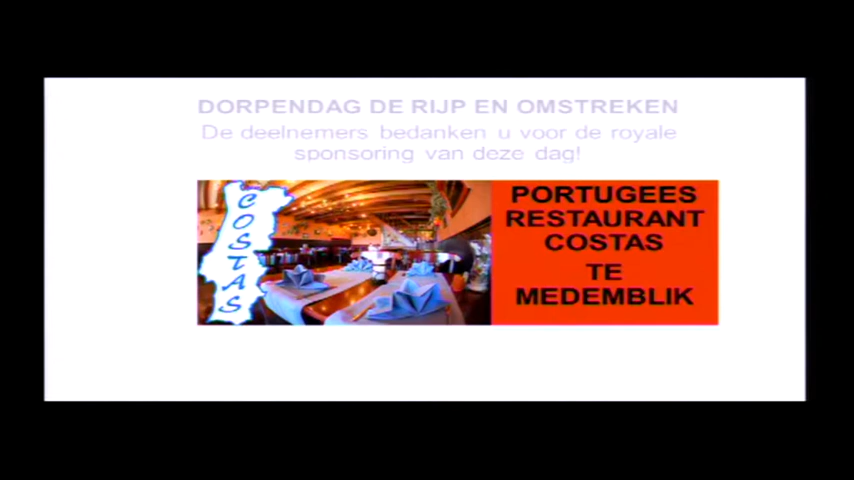 DORPENDAG DE RIJP EN OMSTREKEN
De deelnemers bedanken u voor de royale
sponsoring van deze dag!
COSTAS
PORTUGEES
RESTAURANT
COSTAS
TE
MEDEMBLIK